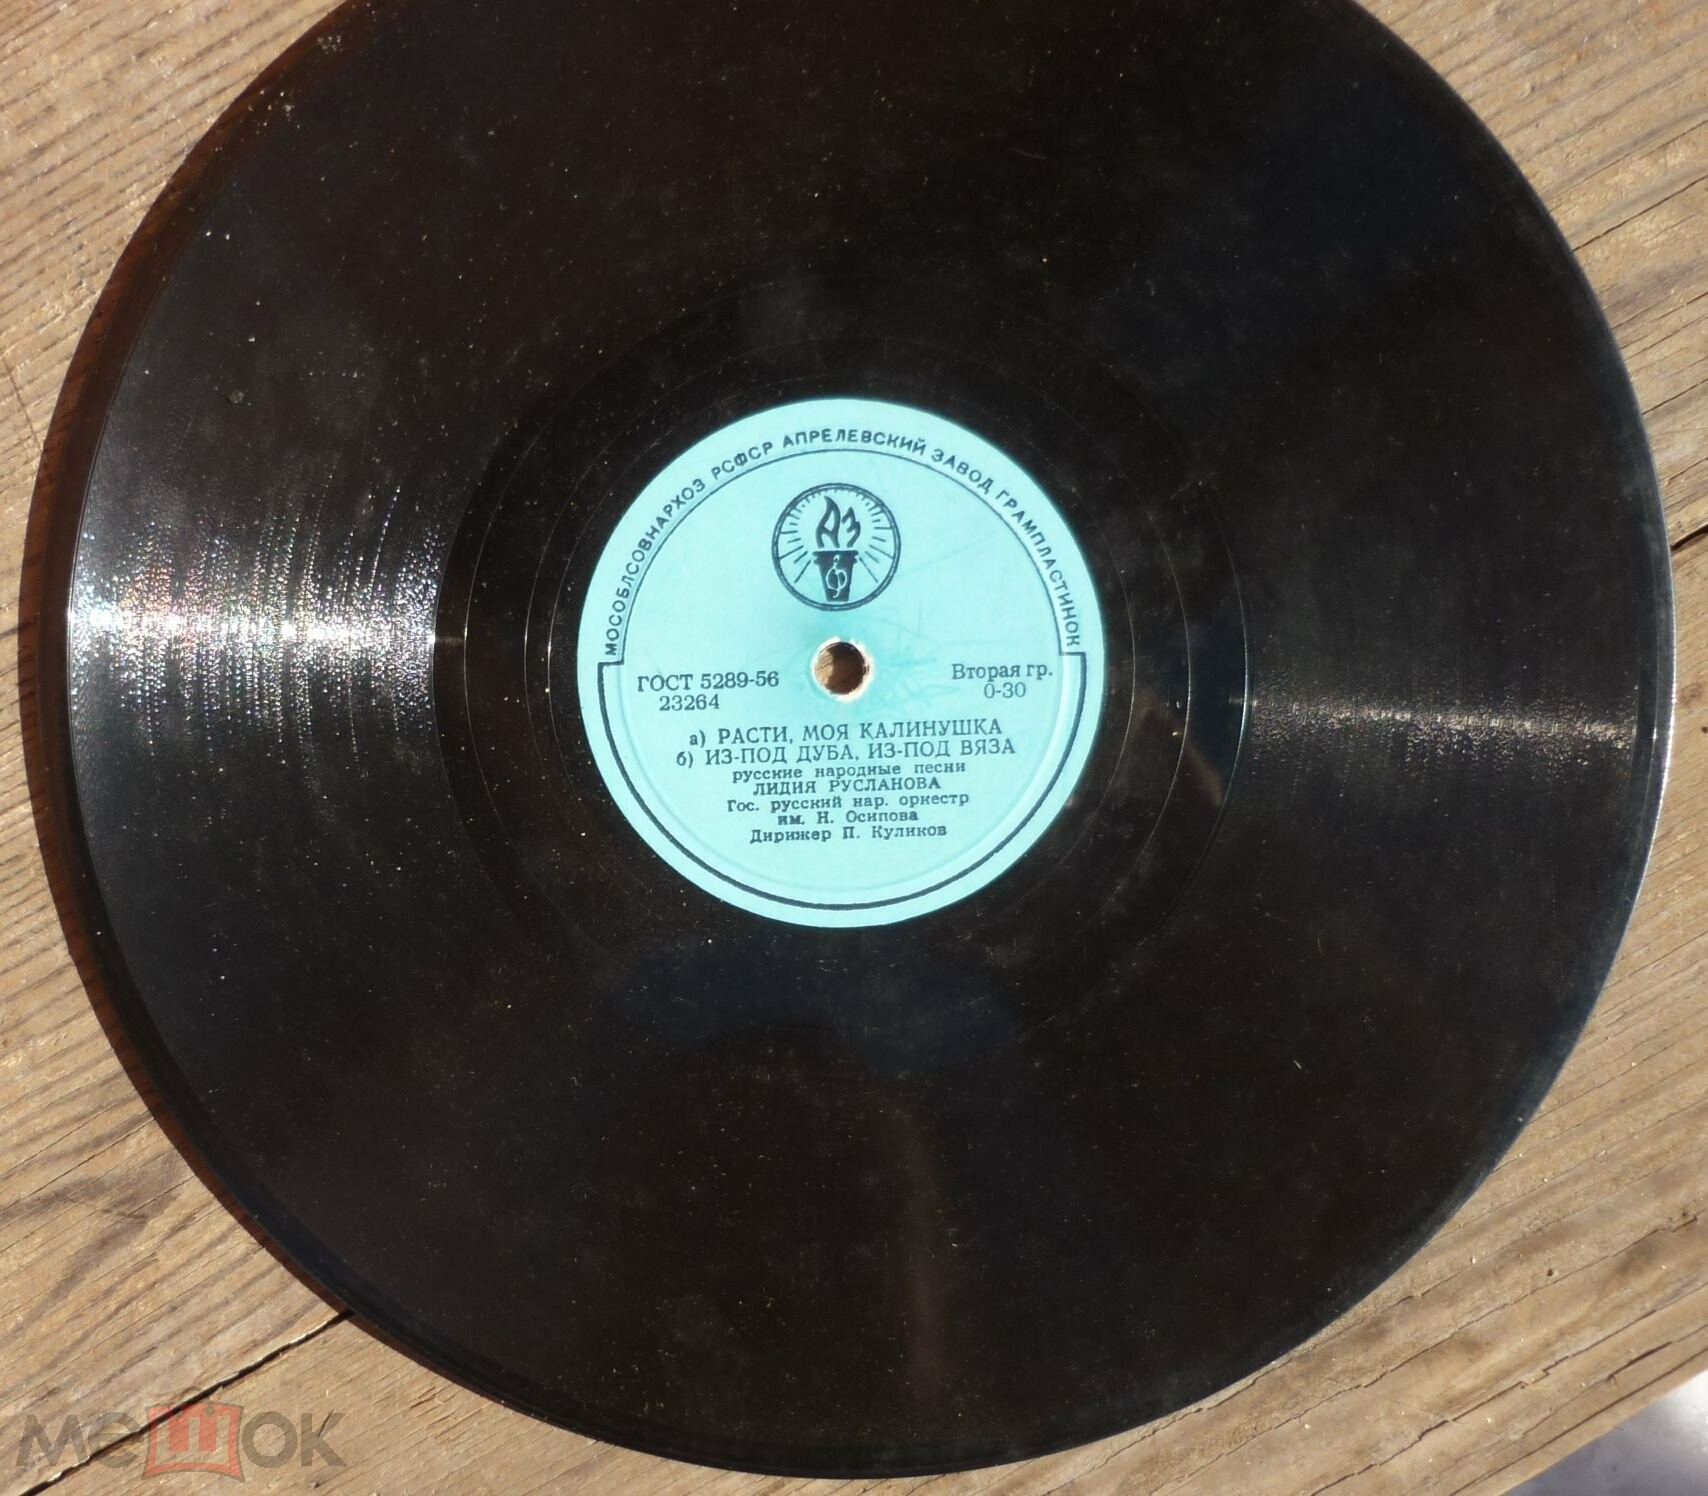 МОСОБЛСОВНАРХОЗ РСФСР АПРЕЛЕВСКИЙ ЗАВОД ГРАМПЛАСТИНОК
АЗ
ГОСТ 5289-56
23264
Вторая гр.
0-30
а) РАСТИ, МОЯ КАЛИНУШКА
б) ИЗ-ПОД ДУБА, ИЗ-ПОД ВЯЗА
русские народные песни
ЛИДИЯ РУСЛАНОВА
Гос. русский нар. оркестр
им. Н. Осипова
Дирижер П. Куликов
мешок